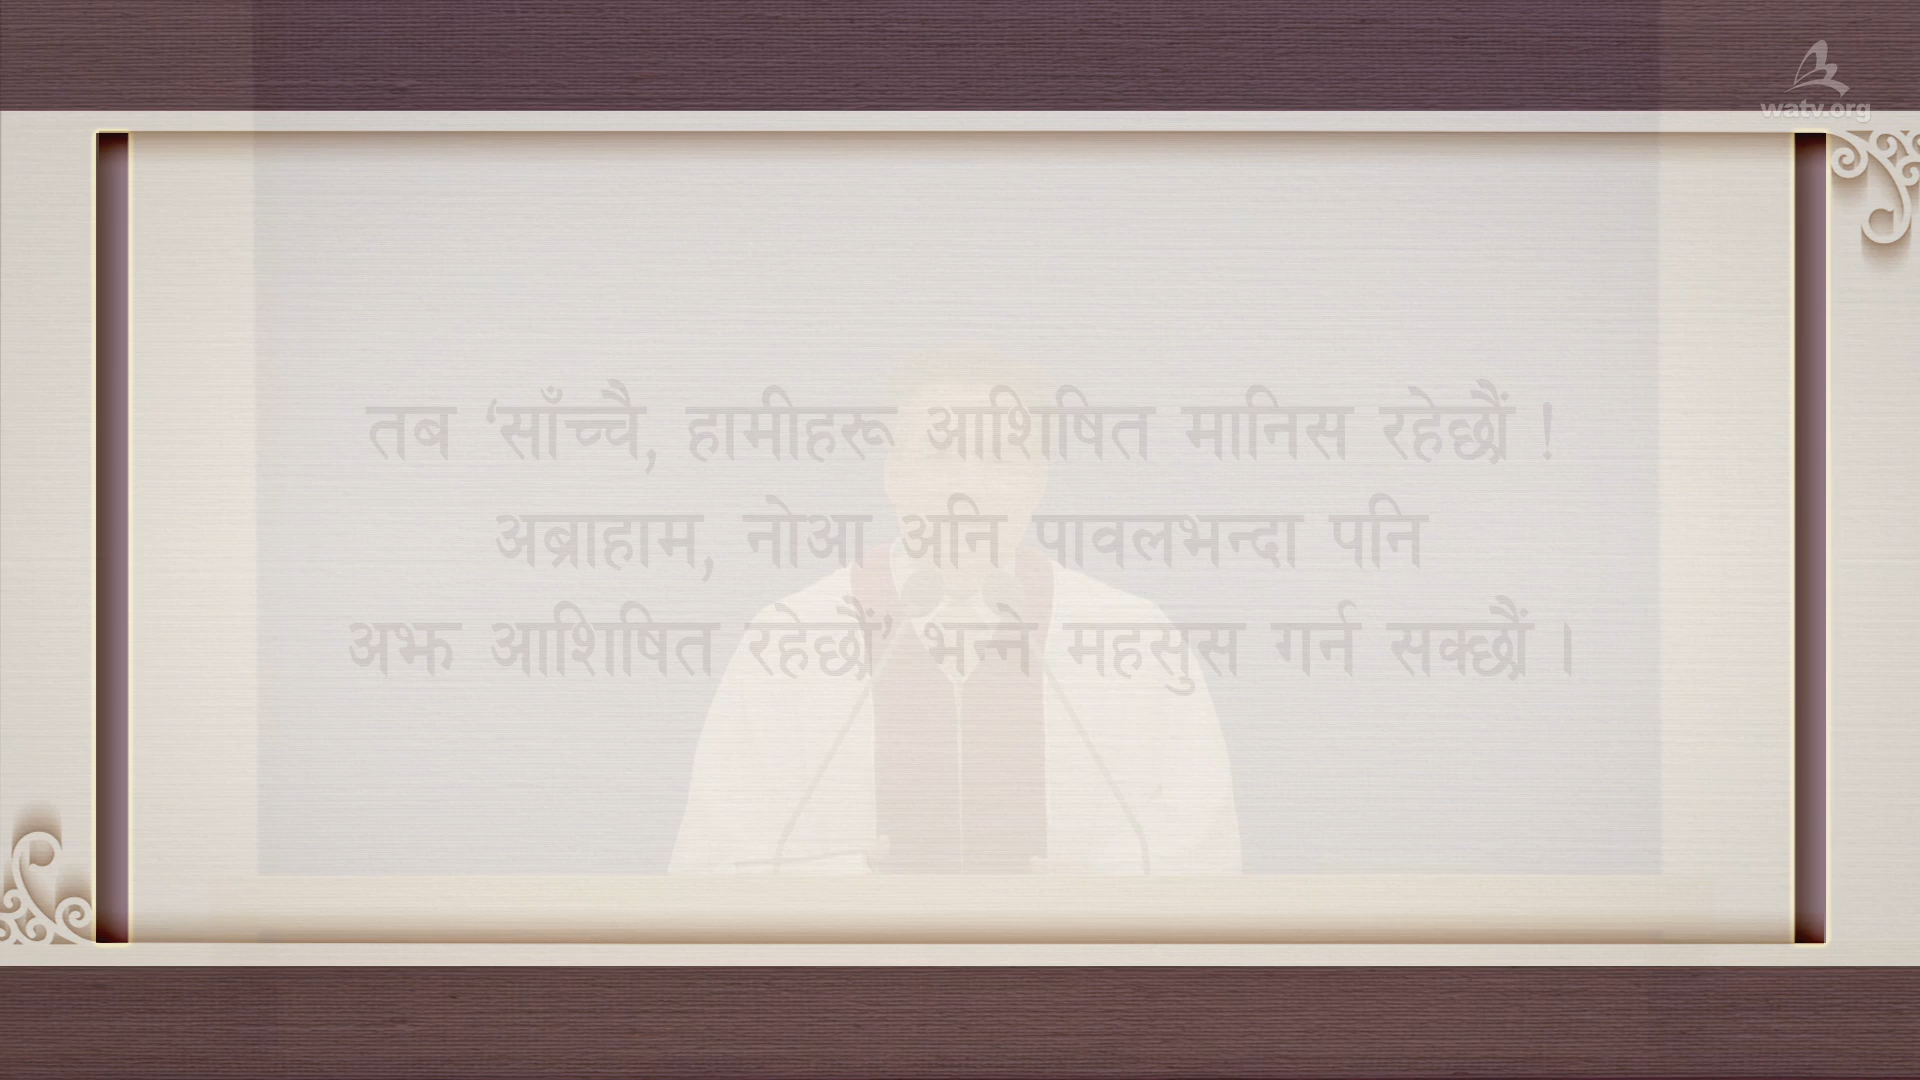 watv.org
तब ‘साँच्चै, हामीहरू आशिषित मानिस रहेछौं !
अब्राहाम, नोआ अनि पावलभन्दा पनि
अझ आशिषित रहेछौं’ भन्ने महसुस गर्न सक्छौं ।